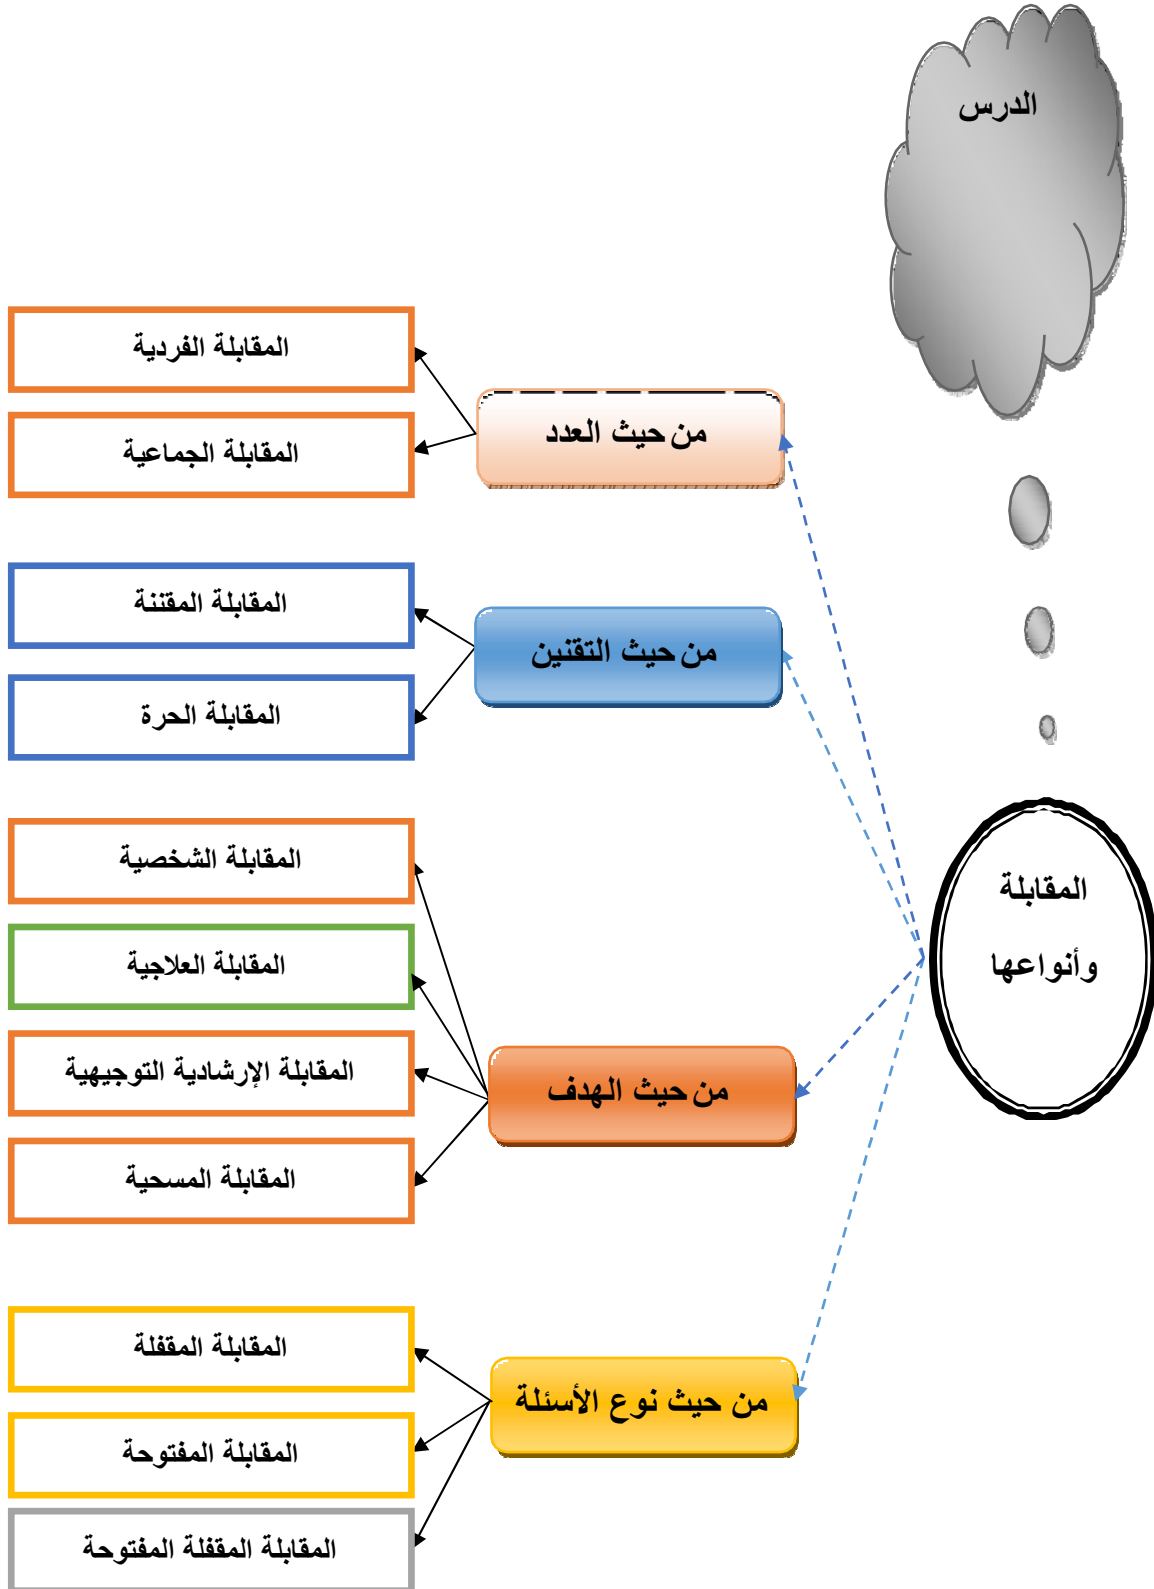 الدرس
المقابلة
وأنواعها
من حيث العدد
المقابلة الفردية
المقابلة الجماعية
من حيث التقنين
المقابلة المقننة
المقابلة الحرة
من حيث الهدف
المقابلة الشخصية
المقابلة العلاجية
المقابلة الإرشادية التوجيهية
المقابلة المسحية
من حيث نوع الأسئلة
المقابلة المقفلة
المقابلة المفتوحة
المقابلة المقفلة المفتوحة